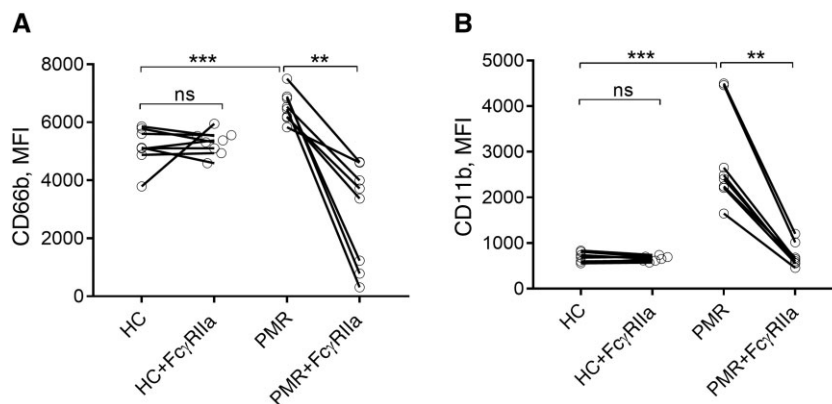 A
CD66b, MFI
8000
6000
4000
2000
0
***
**
ns
HC
HC+FcγRIIa
PMR
PMR+FcγRIIa
B
CD11b, MFI
5000
4000
3000
2000
1000
0
***
**
ns
HC
HC+FcγRIIa
PMR
PMR+FcγRIIa